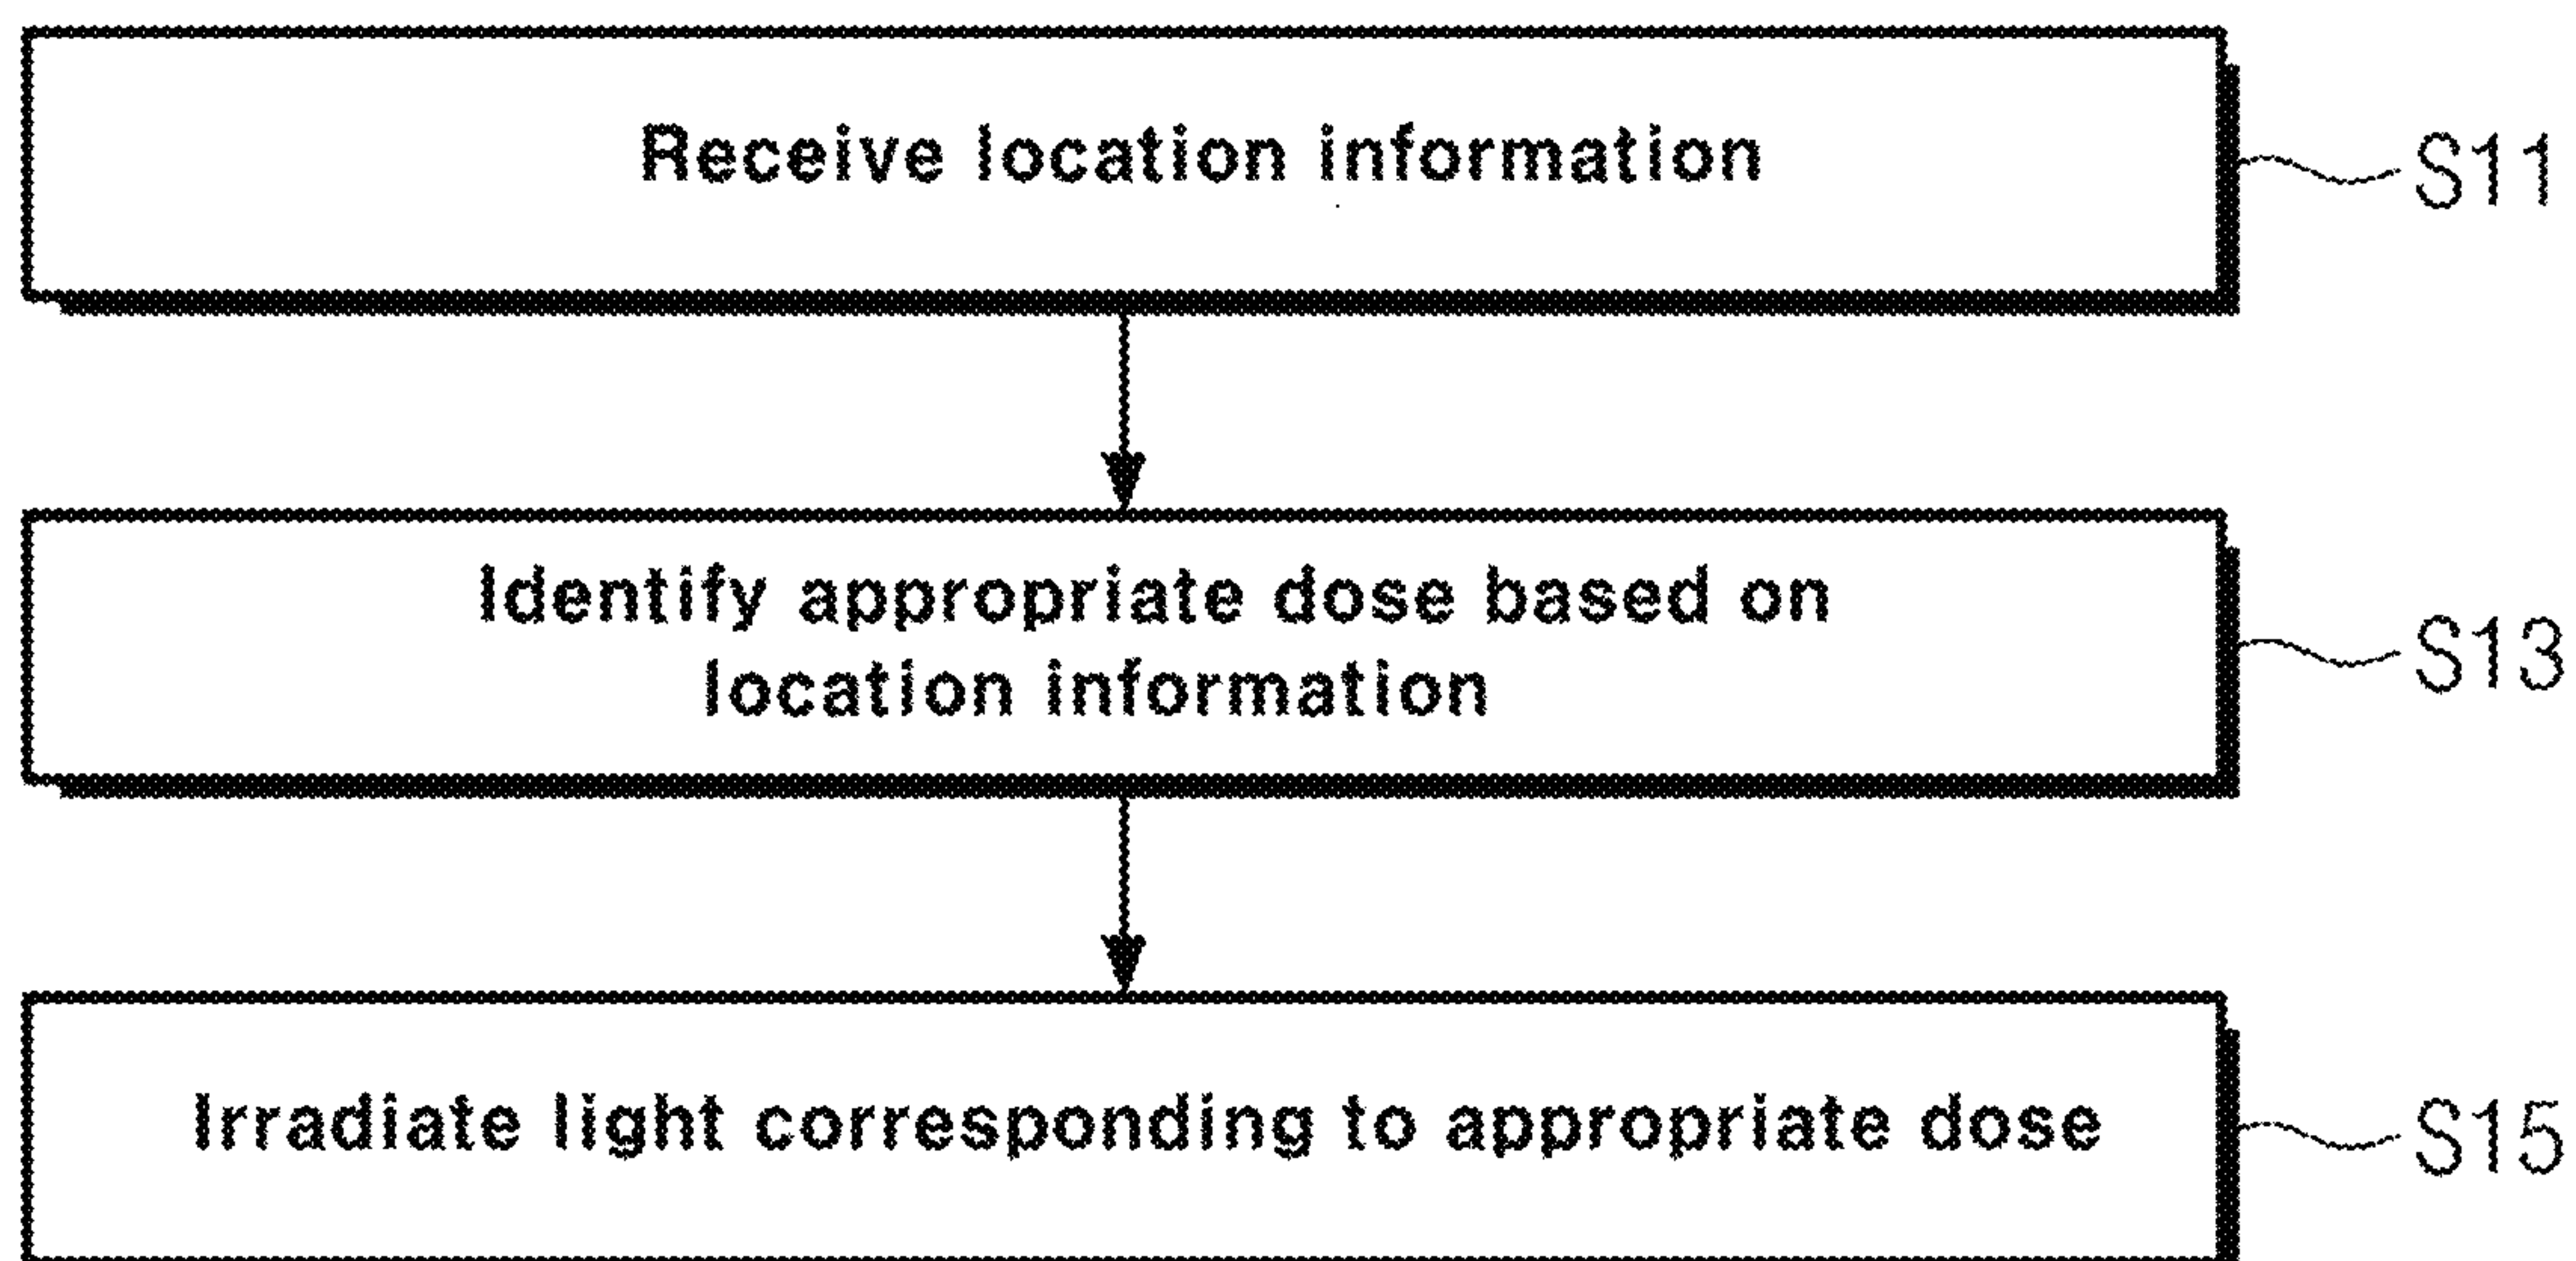 Receive location information
S11
Identify appropriate dose based on
location information
S13
Irradiate light corresponding to appropriate dose
S15